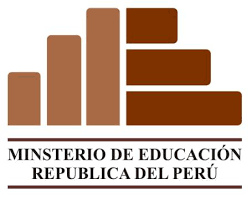 MINSTERIO DE EDUCACIÓN
REPUBLICA DEL PERÚ